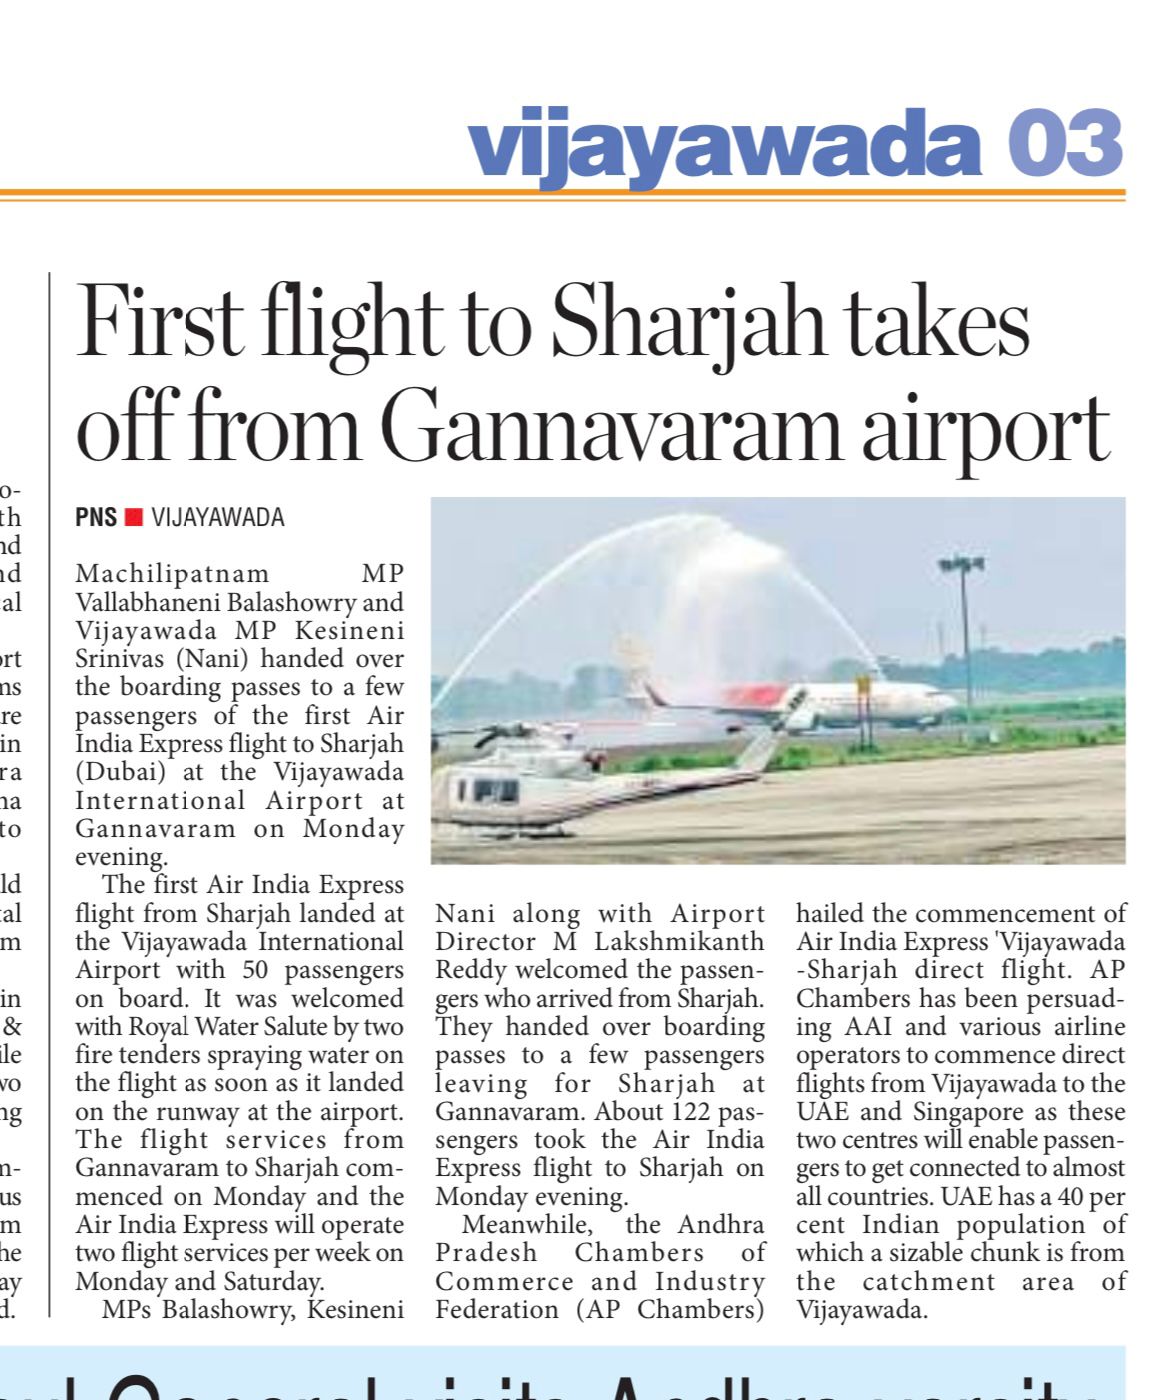 vijayawada 03
First flight to Sharjah takes
off from Gannavaram airport
PNS ■ VIJAYAWADA
Machilipatnam MP
Vallabhaneni Balashowry and
Vijayawada MP Kesineni
Srinivas (Nani) handed over
the boarding passes to a few
passengers of the first Air
India Express flight to Sharjah
(Dubai) at the Vijayawada
International Airport at
Gannavaram on Monday
evening.
The first Air India Express
flight from Sharjah landed at
the Vijayawada International
Airport with 50 passengers
on board. It was welcomed
with Royal Water Salute by two
fire tenders spraying water on
the flight as soon as it landed
on the runway at the airport.
The flight services from
Gannavaram to Sharjah com-
menced on Monday and the
Air India Express will operate
two flight services per week on
Monday and Saturday.
MPs Balashowry, Kesineni
Nani along with Airport
Director M Lakshmikanth
Reddy welcomed the passen-
gers who arrived from Sharjah.
They handed over boarding
passes to a few passengers
leaving for Sharjah at
Gannavaram. About 122 pas-
sengers took the Air India
Express flight to Sharjah on
Monday evening.
Meanwhile, the Andhra
Pradesh Chambers of
Commerce and Industry
Federation (AP Chambers)
hailed the commencement of
Air India Express 'Vijayawada
-Sharjah direct flight. AP
Chambers has been persuad-
ing AAI and various airline
operators to commence direct
flights from Vijayawada to the
UAE and Singapore as these
two centres will enable passen-
gers to get connected to almost
all countries. UAE has a 40 per
cent Indian population of
which a sizable chunk is from
the catchment area of
Vijayawada.